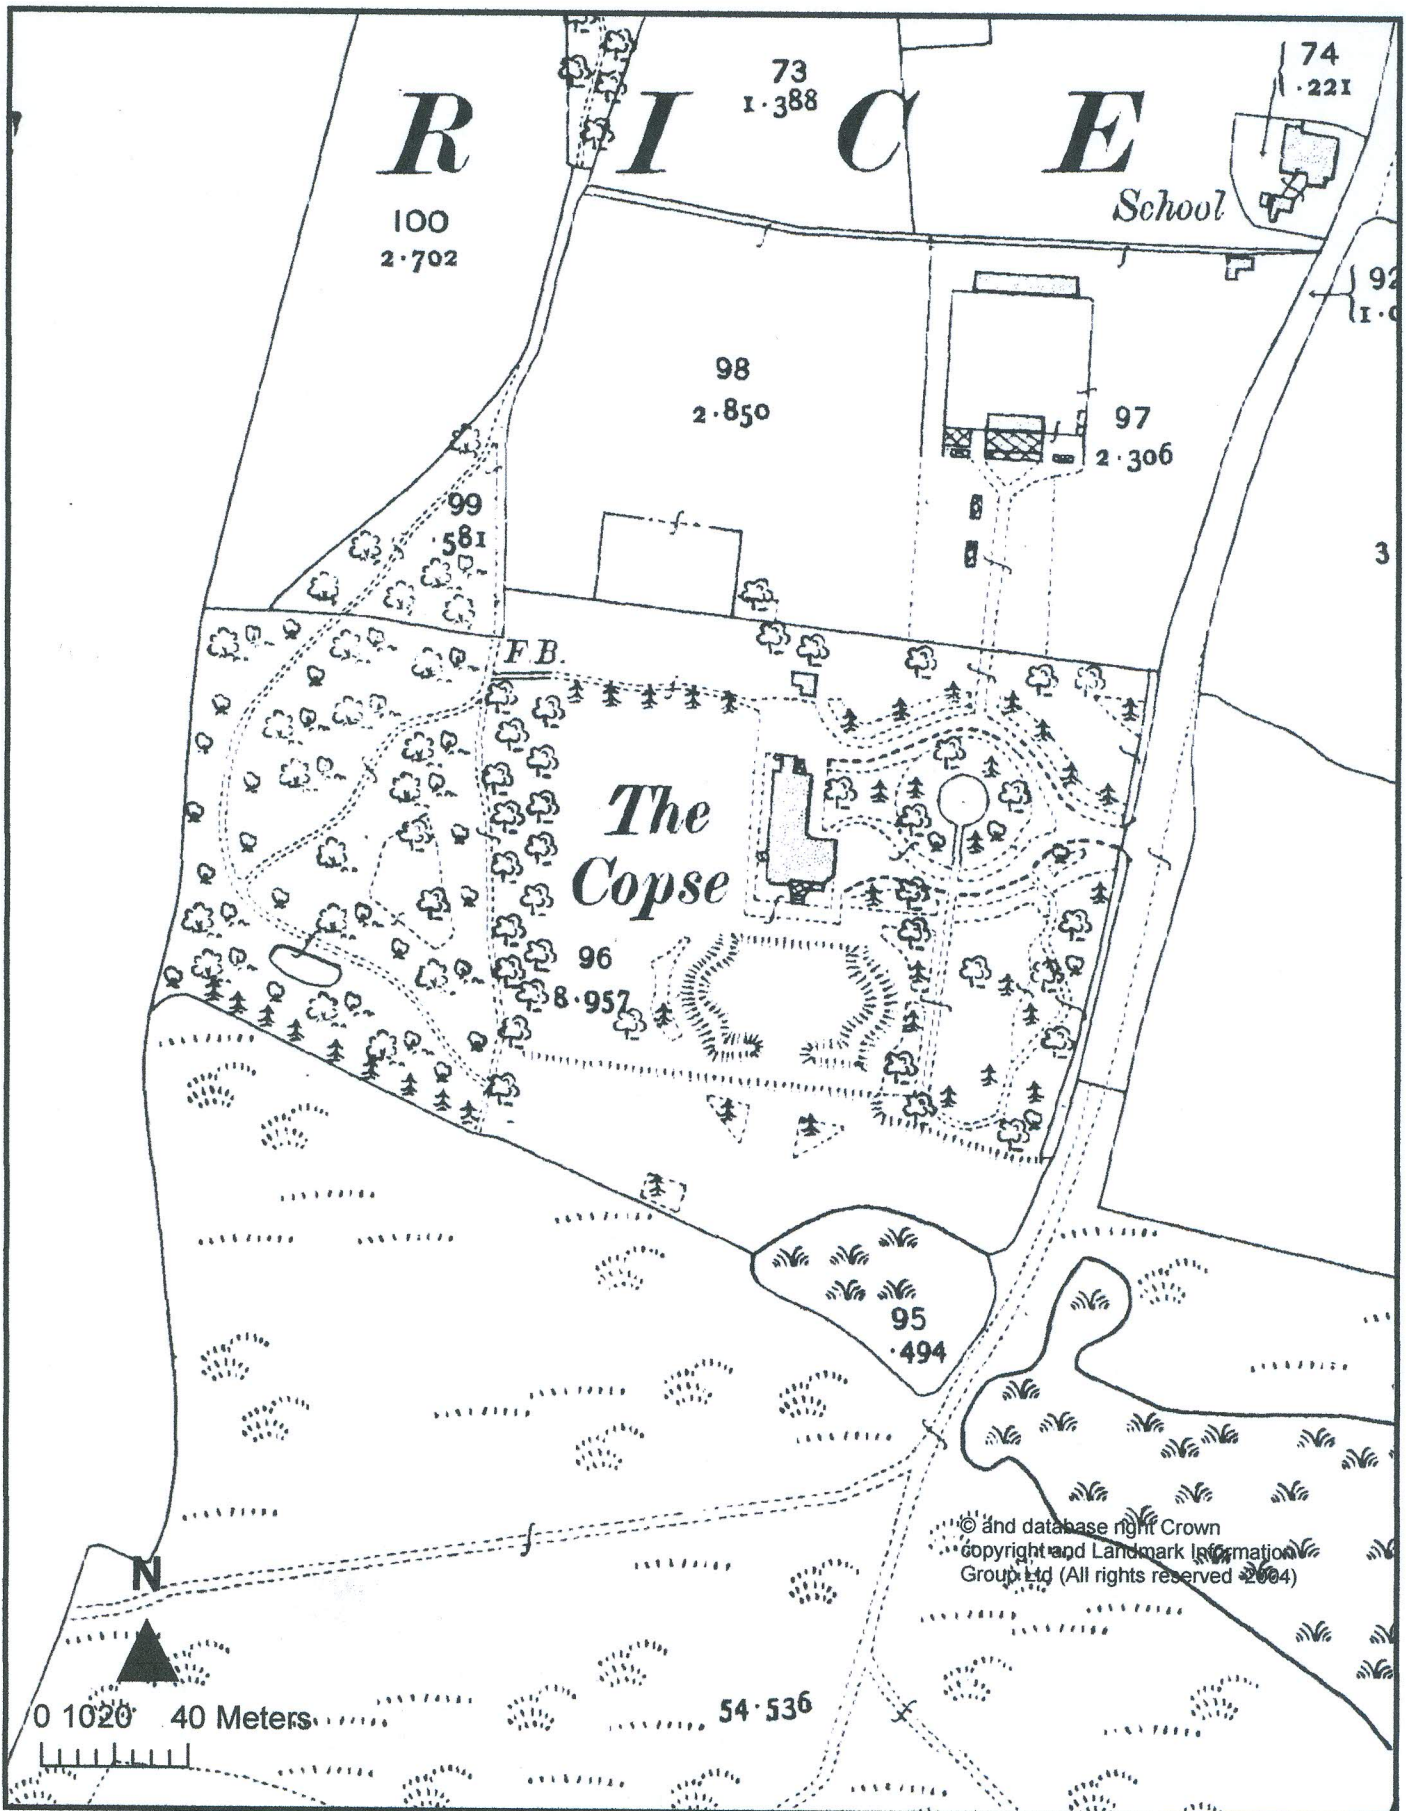 74
.221
73
1.388
R I C E
School
100
2.702
92
98
2.850
97
2.306
99
.581
3
F.B.
The
Copse
96
8.957
95
.494
© and database right Crown
copyright and Landmark Information
Group Ltd (All rights reserved 2004)
N
54.536
0 1020 40 Meters